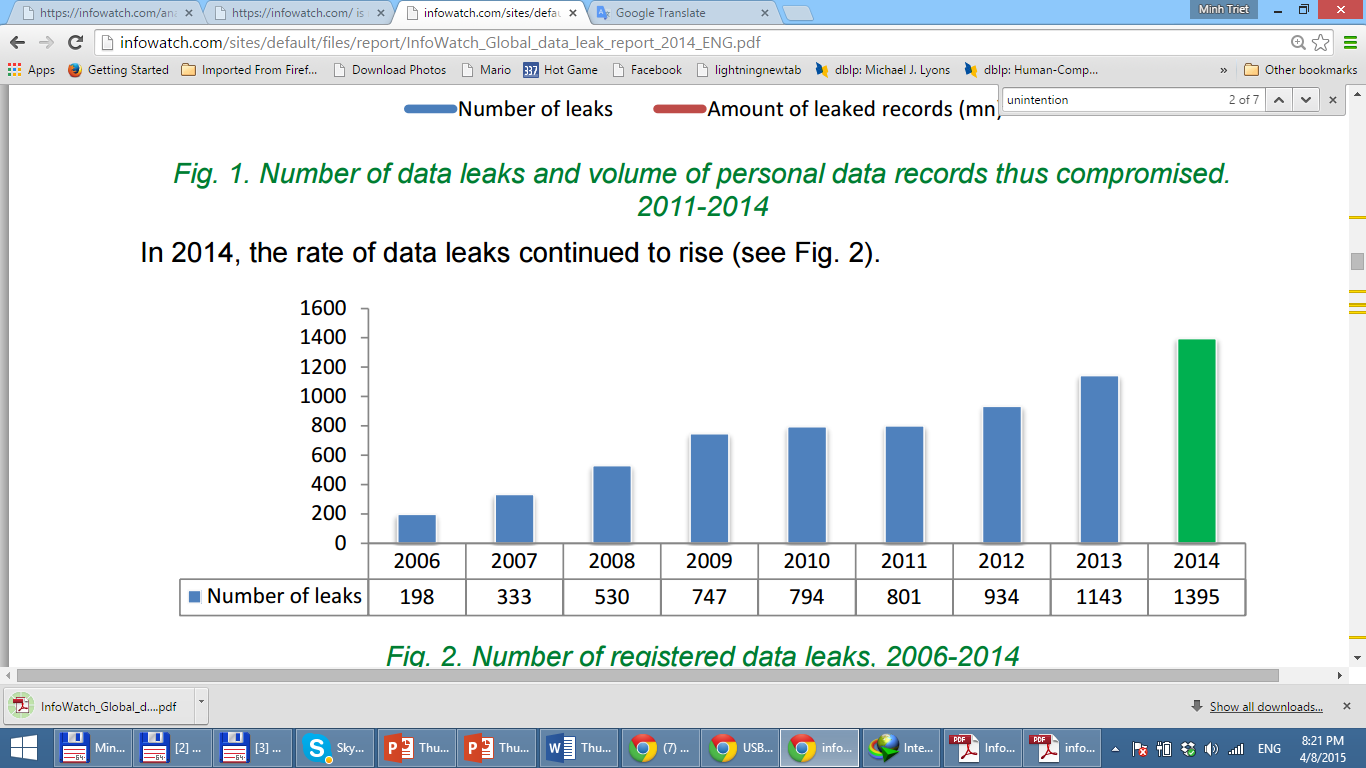 https://infowatch.com/ana
https://infowatch.com/ is
infowatch.com/sites/defau
Google Translate
Minh Triet
infowatch.com/sites/default/files/report/InfoWatch_Global_data_leak_report_2014_ENG.pdf
Apps Getting Started Imported From Firef... Download Photos Mario 337 Hot Game Facebook lightningnewtab dblp: Michael J. Lyons dblp: Human-Comp... » Other bookmarks
unintention 2 of 7
Number of leaks Amount of leaked records (mn)
Fig. 1. Number of data leaks and volume of personal data records thus compromised.
2011-2014
In 2014, the rate of data leaks continued to rise (see Fig. 2).
1600
1400
1200
1000
800
600
400
200
0
2006 2007 2008 2009 2010 2011 2012 2013 2014
Number of leaks 198 333 530 747 794 801 934 1143 1395
Fig. 2. Number of registered data leaks, 2006-2014
InfoWatch_Global_d....pdf
Show all downloads...
Min... [2] ... [3] ... Sky... Thu... Thu... Thu... (7) ... USB... info... Inte... Info... info... ENG
8:21 PM
4/8/2015